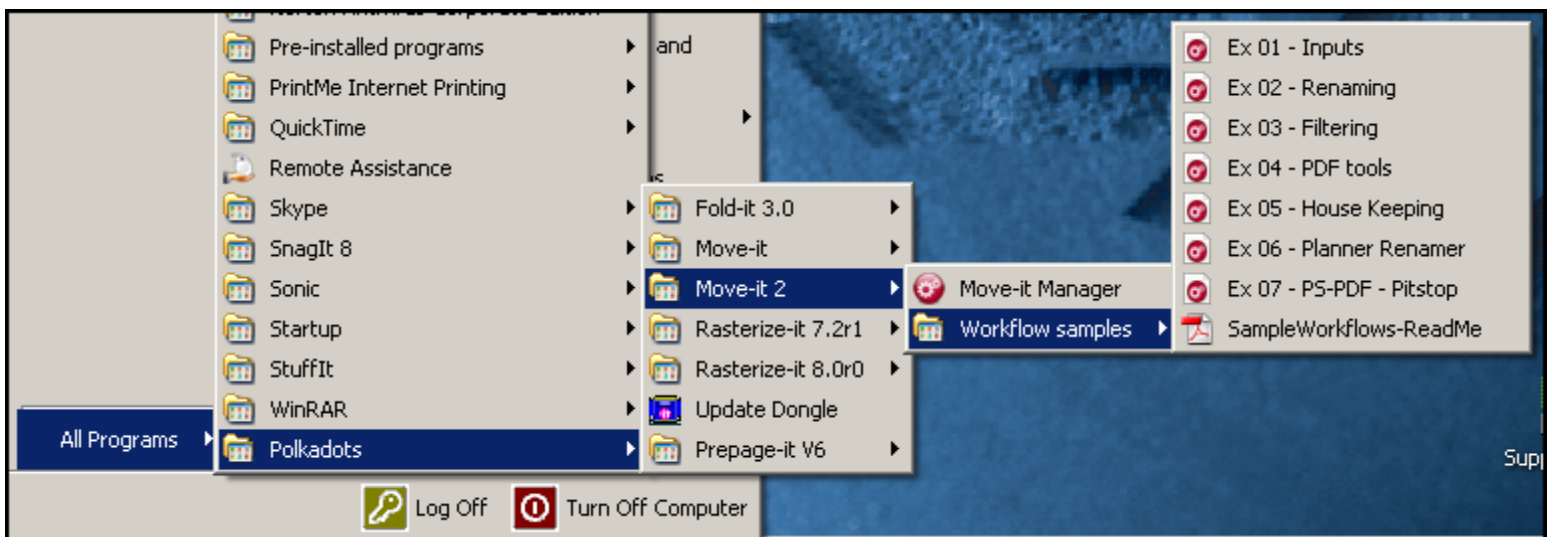 Pre-installed programs
PrintMe Internet Printing
QuickTime
Remote Assistance
Skype
SnagIt 8
Sonic
Startup
StuffIt
WinRAR
Polkadots
All Programs
Log Off
Turn Off Computer
and
Fold-it 3.0
Move-it
Move-it 2
Rasterize-it 7.2r1
Rasterize-it 8.0r0
Update Dongle
Prepage-it V6
Move-it Manager
Workflow samples
Ex 01 - Inputs
Ex 02 - Renaming
Ex 03 - Filtering
Ex 04 - PDF tools
Ex 05 - House Keeping
Ex 06 - Planner Renamer
Ex 07 - PS-PDF - Pitstop
SampleWorkflows-ReadMe